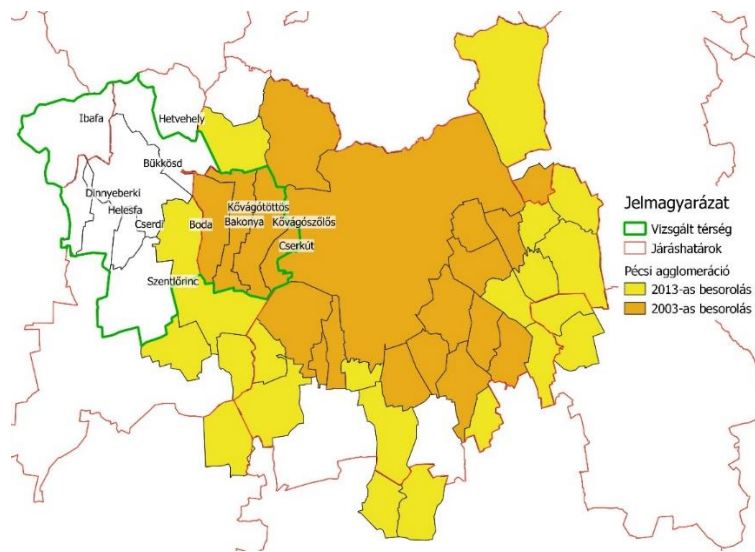 Ibafa
Hetvehely
Bükkösd
Dinnyeberki
Helesfa
Cserdi
Boda
Kővágótöttös
Bakonya
Kővágószőlős
Cserkút
Szentlőrinc
Jelmagyarázat
Vizsgált térség
Járáshatárok
Pécsi agglomeráció
2013-as besorolás
2003-as besorolás